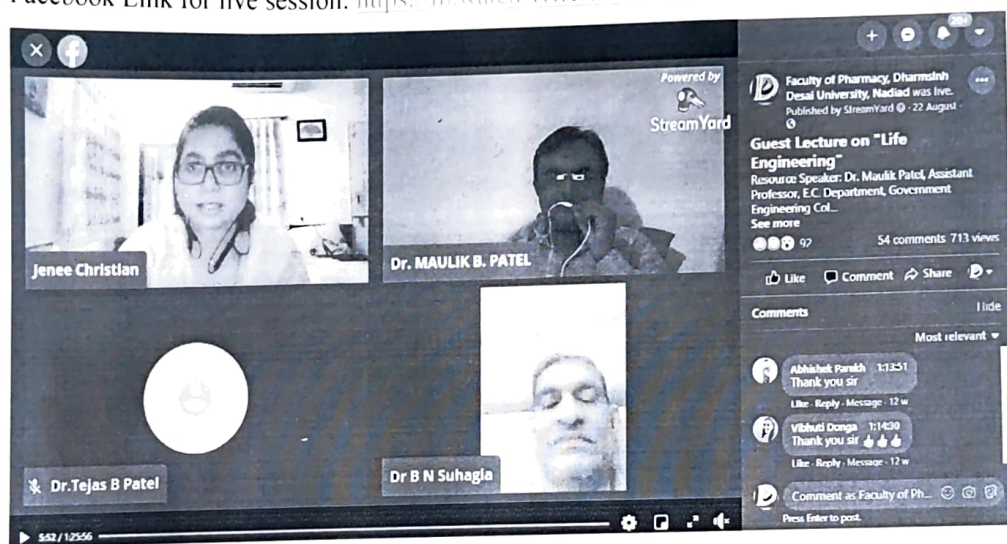 Facebook Link for live session:
Powered by
StreamYard
Jenee Christian
Dr. MAULIK B. PATEL
Dr.Tejas B Patel
Dr B N Suhagia
5:52 / 1:25:56
20+
Faculty of Pharmacy, Dharmsinh
Desai University, Nadiad was live.
Published by StreamYard · 22 August ·
Guest Lecture on "Life
Engineering"
Resource Speaker: Dr. Maulik Patel, Assistant
Professor, E.C. Department, Government
Engineering Col...
See more
92
54 comments 713 views
Like Comment Share
Comments Hide
Most relevant
Abhishek Parekh 1:13:51
Thank you sir
Like · Reply · Message · 12 w
Vibhuti Donga 1:14:30
Thank you sir 👍👍👍
Like · Reply · Message · 12 w
Comment as Faculty of Ph...
Press Enter to post.